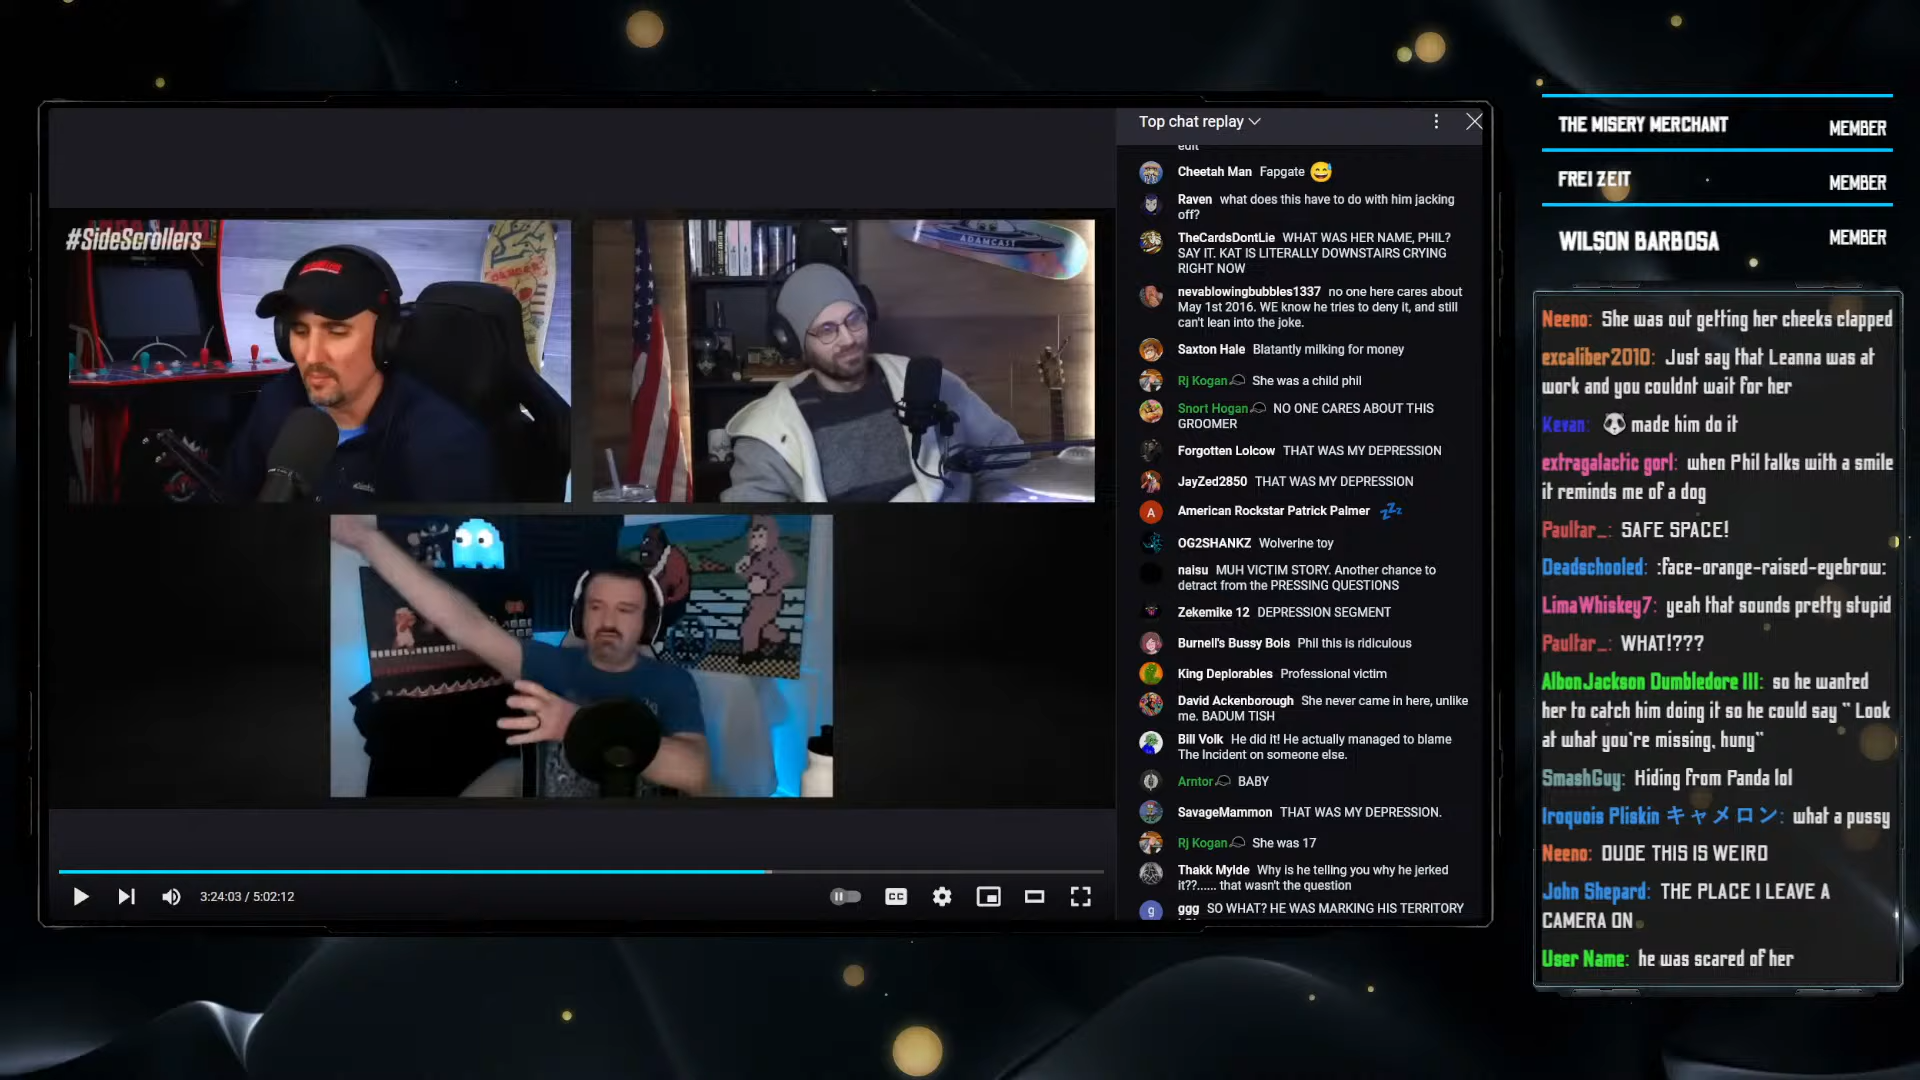 #SideScrollers
ADAMCAST
3:24:03 / 5:02:12
CC
Top chat replay
edit
Cheetah Man Fapgate 😅
Raven what does this have to do with him jacking
off?
TheCardsDontLie WHAT WAS HER NAME, PHIL?
SAY IT. KAT IS LITERALLY DOWNSTAIRS CRYING
RIGHT NOW
nevablowingbubbles1337 no one here cares about
May 1st 2016. WE know he tries to deny it, and still
can't lean into the joke.
Saxton Hale Blatantly milking for money
Rj Kogan She was a child phil
Snort Hogan NO ONE CARES ABOUT THIS
GROOMER
Forgotten Lolcow THAT WAS MY DEPRESSION
JayZed2850 THAT WAS MY DEPRESSION
A
American Rockstar Patrick Palmer 💤
OG2SHANKZ Wolverine toy
naisu MUH VICTIM STORY. Another chance to
detract from the PRESSING QUESTIONS
Zekemike 12 DEPRESSION SEGMENT
Burnell's Bussy Bois Phil this is ridiculous
King Deplorables Professional victim
David Ackenborough She never came in here, unlike
me. BADUM TISH
Bill Volk He did it! He actually managed to blame
The Incident on someone else.
Arntor BABY
SavageMammon THAT WAS MY DEPRESSION.
Rj Kogan She was 17
Thakk Mylde Why is he telling you why he jerked
it??...... that wasn't the question
g
ggg SO WHAT? HE WAS MARKING HIS TERRITORY
THE MISERY MERCHANT MEMBER
FREI ZEIT MEMBER
WILSON BARBOSA MEMBER
Neeno: She was out getting her cheeks clapped
excaliber2010: Just say that Leanna was at
work and you couldnt wait for her
Kevan: 🐼 made him do it
extragalactic gorl: when Phil talks with a smile
it reminds me of a dog
Paultar_: SAFE SPACE!
Deadschooled: :face-orange-raised-eyebrow:
LimaWhiskey7: yeah that sounds pretty stupid
Paultar_: WHAT!???
AlbonJackson Dumbledore III: so he wanted
her to catch him doing it so he could say " Look
at what you're missing, huny"
SmashGuy: Hiding from Panda lol
Iroquois Pliskin キャメロン: what a pussy
Neeno: DUDE THIS IS WEIRD
John Shepard: THE PLACE I LEAVE A
CAMERA ON
User Name: he was scared of her